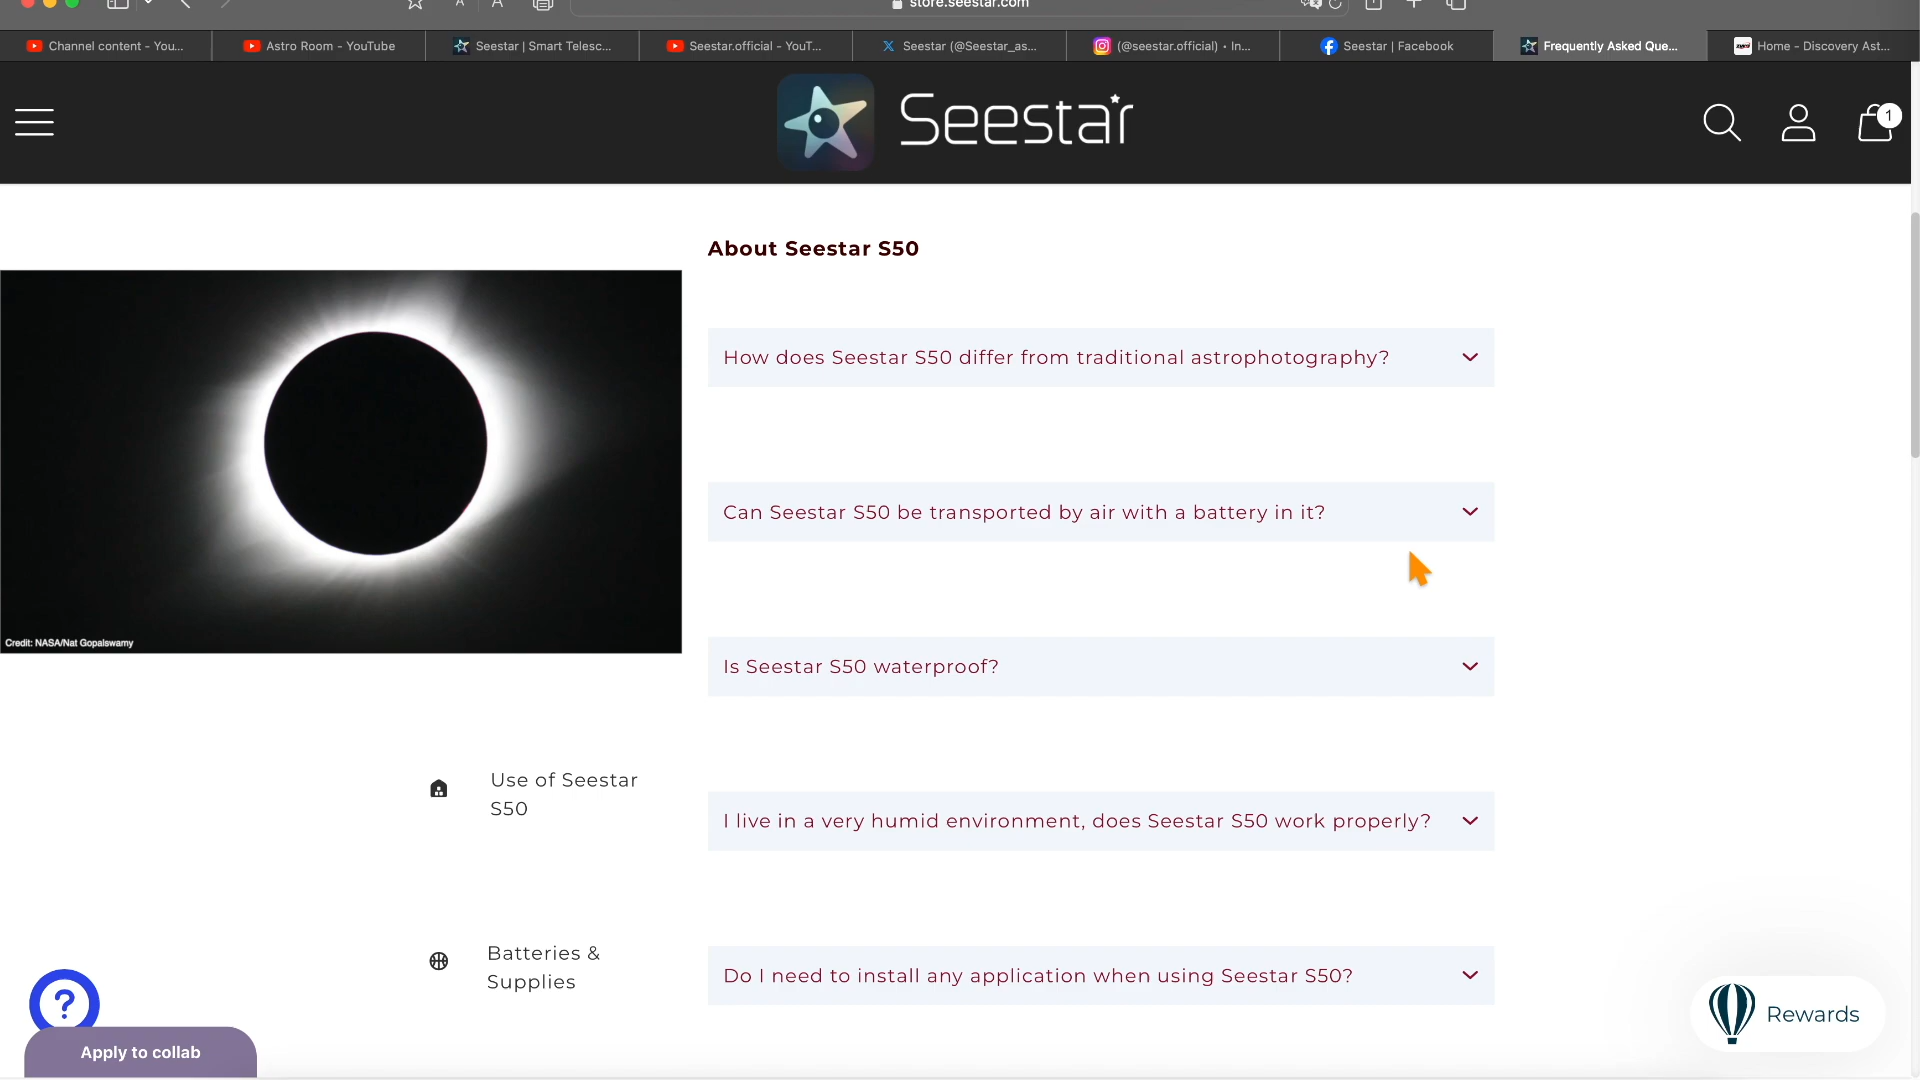 store.seestar.com
Channel content - You...
Astro Room - YouTube
Seestar | Smart Telesc...
Seestar.official - YouT...
Seestar (@Seestar_as...
(@seestar.official) • In...
Seestar | Facebook
Frequently Asked Que...
Home - Discovery Ast...
Seestar
1
About Seestar S50
How does Seestar S50 differ from traditional astrophotography?
Can Seestar S50 be transported by air with a battery in it?
Credit: NASA/Nat Gopalswamy
Is Seestar S50 waterproof?
Use of Seestar
S50
I live in a very humid environment, does Seestar S50 work properly?
Batteries &
Supplies
Do I need to install any application when using Seestar S50?
?
Rewards
Apply to collab